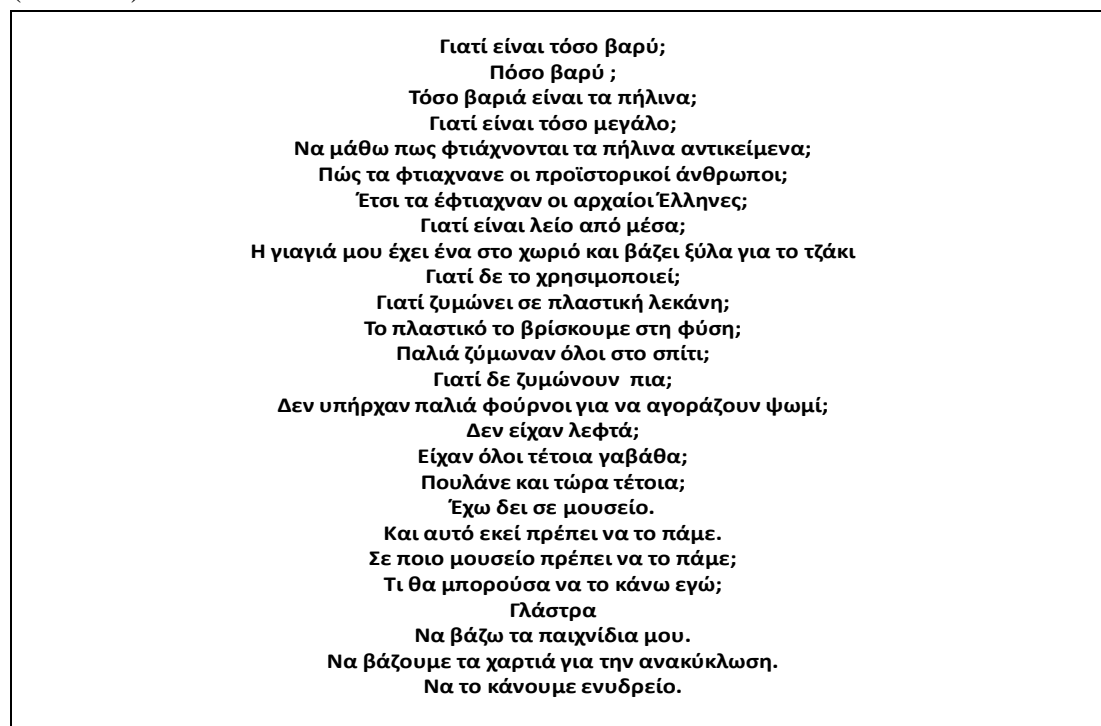 Γιατί είναι τόσο βαρύ;
Πόσο βαρύ ;
Τόσο βαριά είναι τα πήλινα;
Γιατί είναι τόσο μεγάλο;
Να μάθω πως φτιάχνονται τα πήλινα αντικείμενα;
Πώς τα φτιαχνανε οι προϊστορικοί άνθρωποι;
Έτσι τα έφτιαχναν οι αρχαίοι Έλληνες;
Γιατί είναι λείο από μέσα;
Η γιαγιά μου έχει ένα στο χωριό και βάζει ξύλα για το τζάκι
Γιατί δε το χρησιμοποιεί;
Γιατί ζυμώνει σε πλαστική λεκάνη;
Το πλαστικό το βρίσκουμε στη φύση;
Παλιά ζύμωναν όλοι στο σπίτι;
Γιατί δε ζυμώνουν πια;
Δεν υπήρχαν παλιά φούρνοι για να αγοράζουν ψωμί;
Δεν είχαν λεφτά;
Είχαν όλοι τέτοια γαβάθα;
Πουλάνε και τώρα τέτοια;
Έχω δει σε μουσείο.
Και αυτό εκεί πρέπει να το πάμε.
Σε ποιο μουσείο πρέπει να το πάμε;
Τι θα μπορούσα να το κάνω εγώ;
Γλάστρα
Να βάζω τα παιχνίδια μου.
Να βάζουμε τα χαρτιά για την ανακύκλωση.
Να το κάνουμε ενυδρείο.